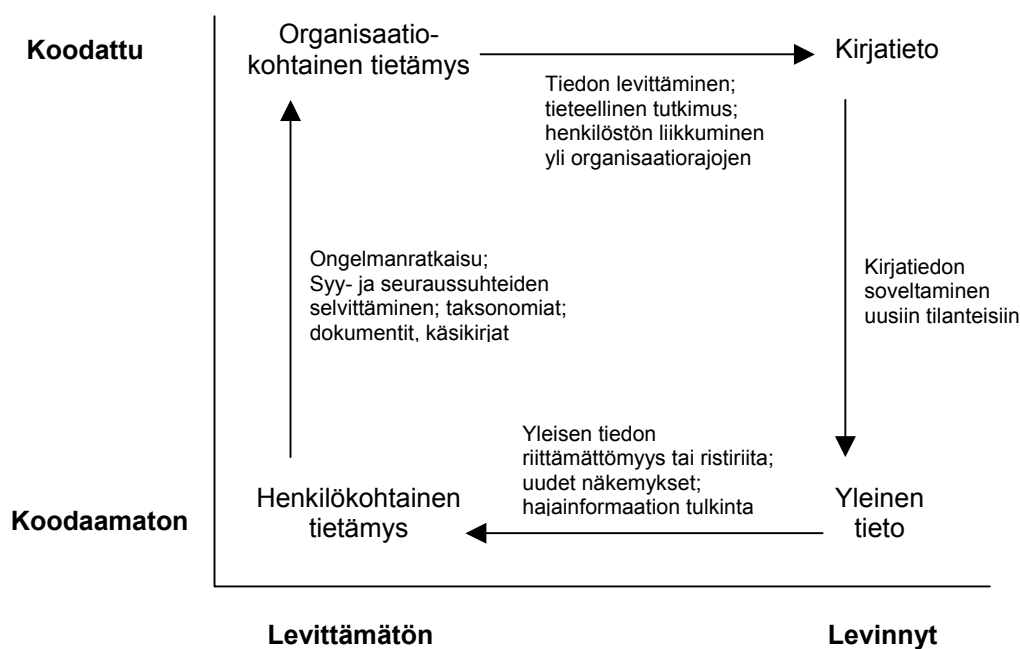 Koodattu
Organisaatio-
kohtainen tietämys
Kirjatieto
Tiedon levittäminen;
tieteellinen tutkimus;
henkilöstön liikkuminen
yli organisaatiorajojen
Ongelmanratkaisu;
Syy- ja seuraussuhteiden
selvittäminen; taksonomiat;
dokumentit, käsikirjat
Kirjatiedon
soveltaminen
uusiin tilanteisiin
Yleisen tiedon
riittämättömyys tai ristiriita;
uudet näkemykset;
hajainformaation tulkinta
Koodaamaton
Henkilökohtainen
tietämys
Yleinen
tieto
Levittämätön
Levinnyt